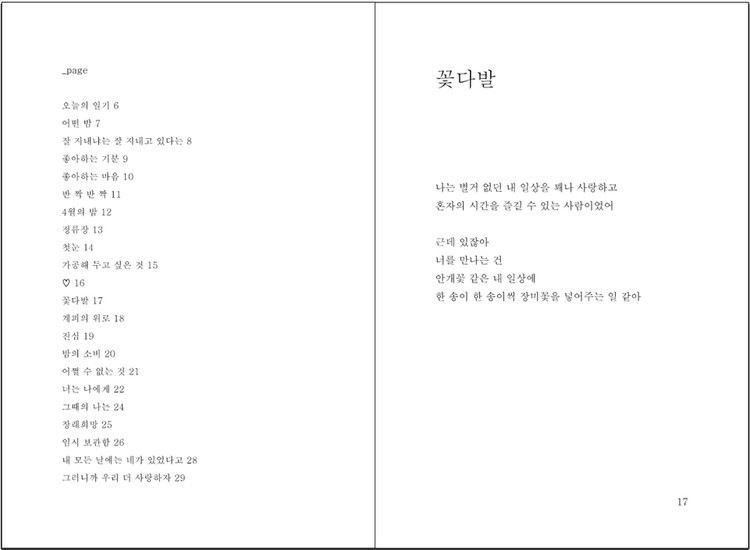 _page
오늘의 일기 6
어떤 밤 7
잘 지내냐는 잘 지내고 있다는 8
좋아하는 기분 9
좋아하는 마음 10
반 짝 반 짝 11
4월의 밤 12
정류장 13
첫눈 14
가공해 두고 싶은 것 15
♡ 16
꽃다발 17
계피의 위로 18
진심 19
밤의 소비 20
어쩔 수 없는 것 21
너는 나에게 22
그때의 나는 24
장래희망 25
임시 보관함 26
내 모든 날에는 네가 있었다고 28
그러니까 우리 더 사랑하자 29
꽃다발
나는 별거 없던 내 일상을 꽤나 사랑하고
혼자의 시간을 즐길 수 있는 사람이었어
근데 있잖아
너를 만나는 건
안개꽃 같은 내 일상에
한 송이 한 송이씩 장미꽃을 넣어주는 일 같아
17